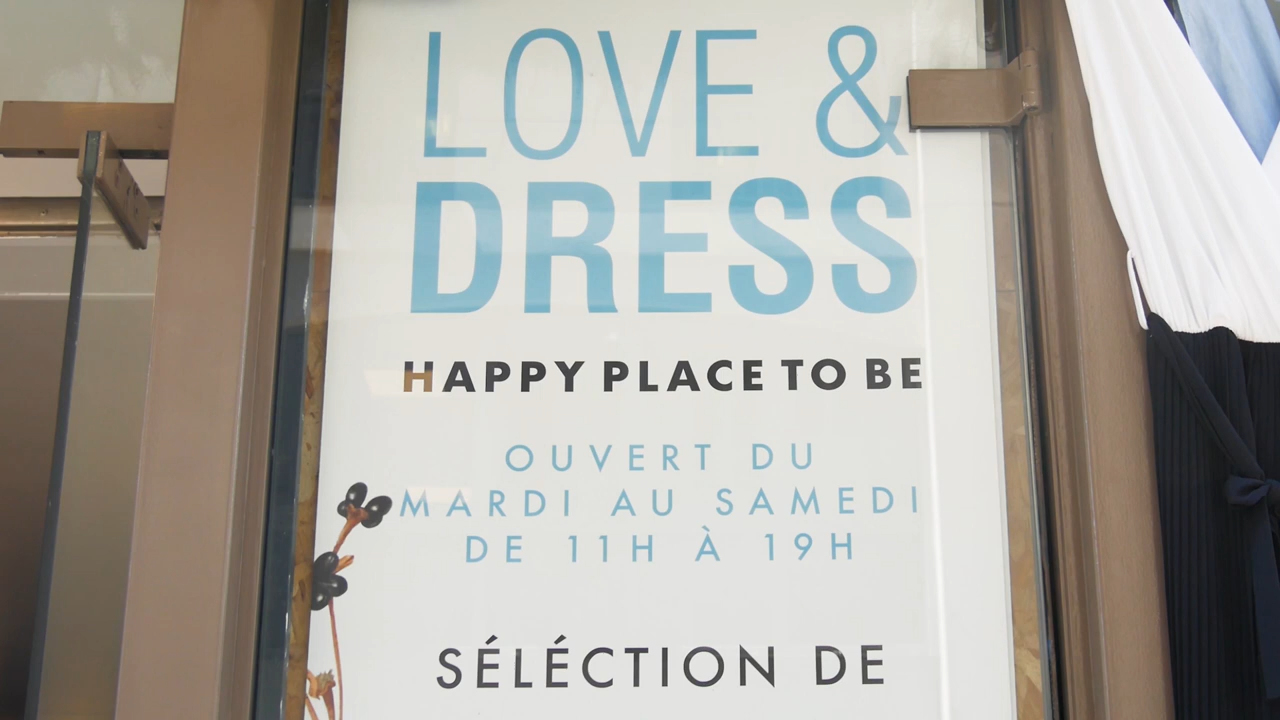 LOVE &
DRESS
HAPPY PLACE TO BE
OUVERT DU
MARDI AU SAMEDI
DE 11H À 19H
SÉLÉCTION DE